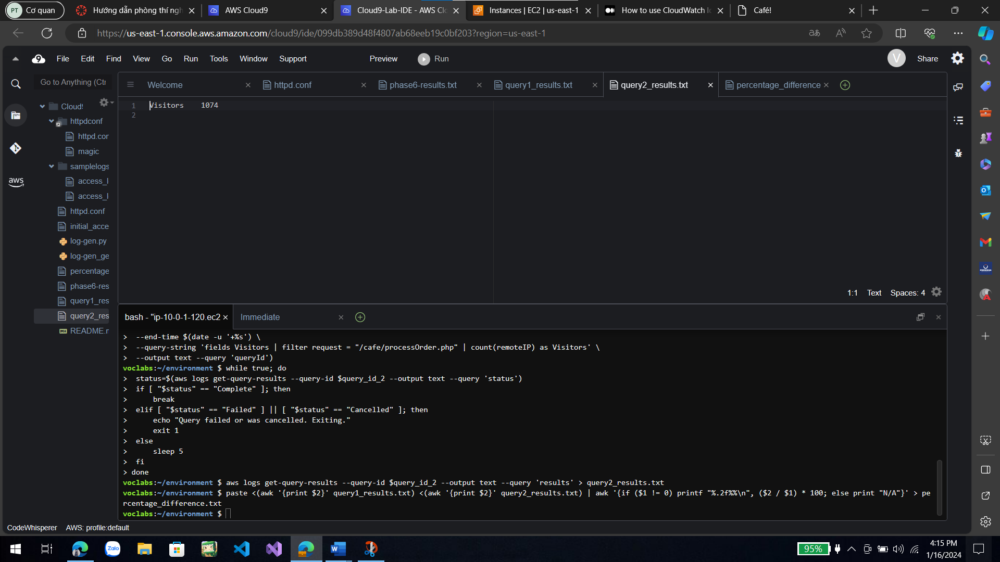 PT Cơ quan
Hướng dẫn phòng thí ngh
AWS Cloud9
Cloud9-Lab-IDE - AWS Clo
Instances | EC2 | us-east-1
How to use CloudWatch lo
Café!
https://us-east-1.console.aws.amazon.com/cloud9/ide/099db389d48f4807ab68eeb19c0bf203?region=us-east-1
File Edit Find View Go Run Tools Window Support Preview Run
V Share
Go to Anything (Ctr
Welcome
httpd.conf
phase6-results.txt
query1_results.txt
query2_results.txt
percentage_difference
1 Visitors 1074
2
Cloud9
httpdconf
httpd.cor
magic
samplelogs
access_l
access_l
httpd.conf
initial_acce
log-gen.py
log-gen_ge
percentage
phase6-res
query1_res
query2_res
README.r
aws
1:1 Text Spaces: 4
bash - "ip-10-0-1-120.ec2
Immediate
> --end-time $(date -u '+%s') \
> --query-string 'fields Visitors | filter request = "/cafe/processOrder.php" | count(remoteIP) as Visitors' \
> --output text --query 'queryId')
voclabs:~/environment $ while true; do
> status=$(aws logs get-query-results --query-id $query_id_2 --output text --query 'status')
> if [ "$status" == "Complete" ]; then
> break
> elif [ "$status" == "Failed" ] || [ "$status" == "Cancelled" ]; then
> echo "Query failed or was cancelled. Exiting."
> exit 1
> else
> sleep 5
> fi
> done
voclabs:~/environment $ aws logs get-query-results --query-id $query_id_2 --output text --query 'results' > query2_results.txt
voclabs:~/environment $ paste <(awk '{print $2}' query1_results.txt) <(awk '{print $2}' query2_results.txt) | awk '{if ($1 != 0) printf "%.2f%%\n", ($2 / $1) * 100; else print "N/A"}' > pe
rcentage_difference.txt
voclabs:~/environment $
CodeWhisperer AWS: profile:default
Zalo
95%
4:15 PM
1/16/2024